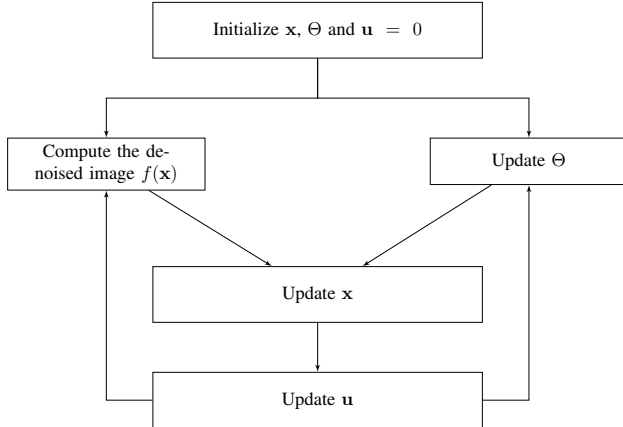 Initialize x, Θ and u = 0
Compute the de-
noised image f(x)
Update Θ
Update x
Update u